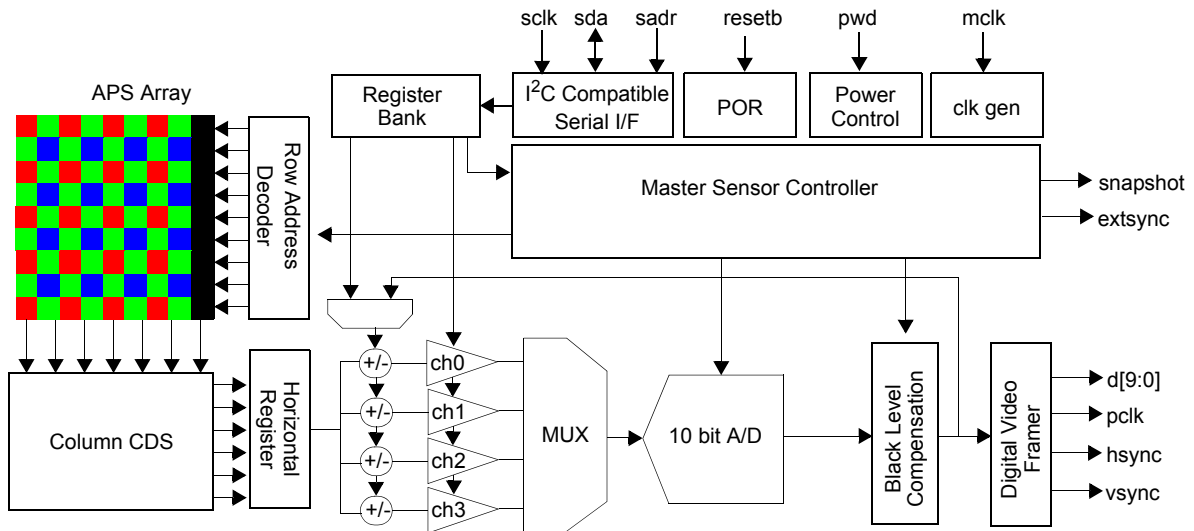 sclk
sda
sadr
resetb
pwd
mclk
APS Array
Register
Bank
I²C Compatible
Serial I/F
POR
Power
Control
clk gen
Row Address
Decoder
Master Sensor Controller
snapshot
extsync
Column CDS
Horizontal
Register
+/-
+/-
+/-
+/-
ch0
ch1
ch2
ch3
MUX
10 bit A/D
Black Level
Compensation
Digital Video
Framer
d[9:0]
pclk
hsync
vsync